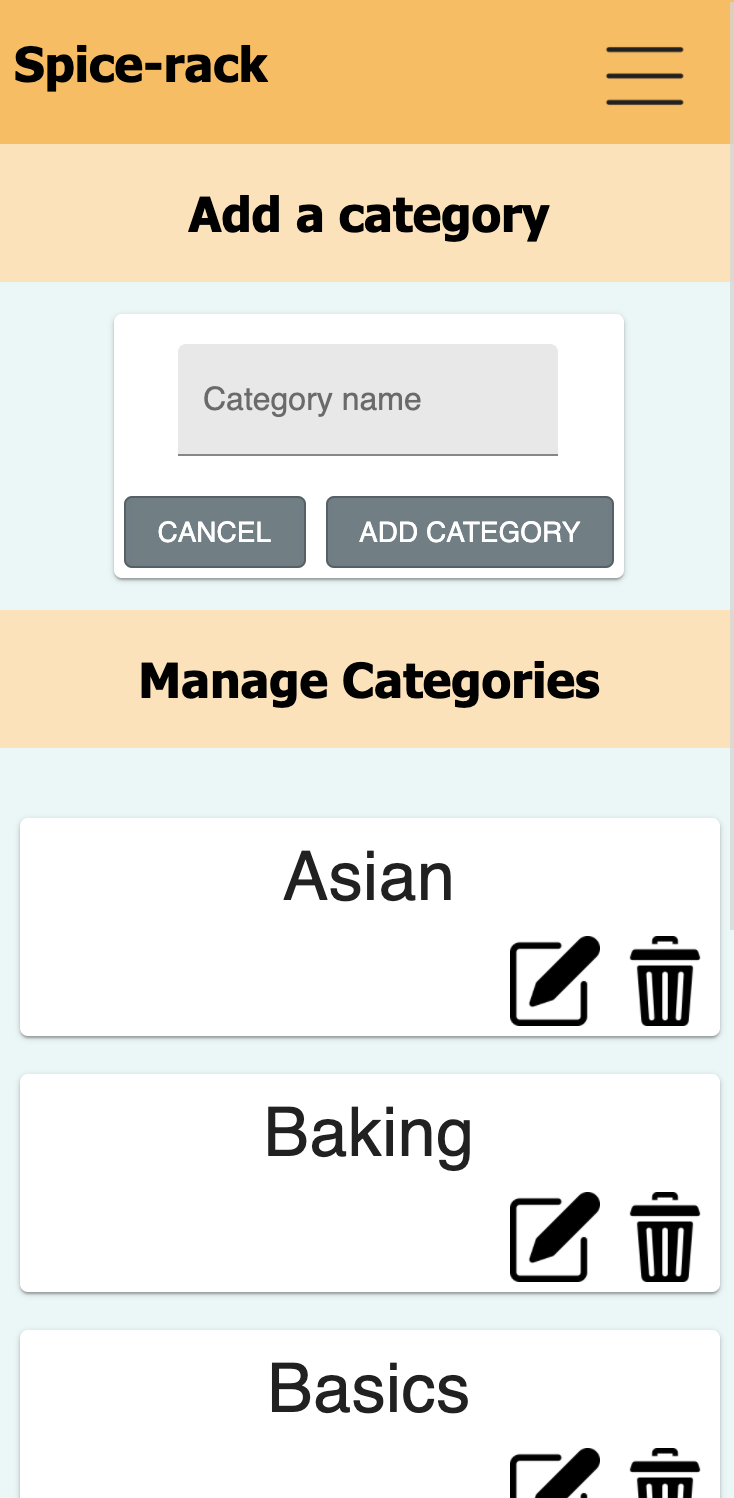 Spice-rack
Add a category
Category name
CANCEL ADD CATEGORY
Manage Categories
Asian
Baking
Basics